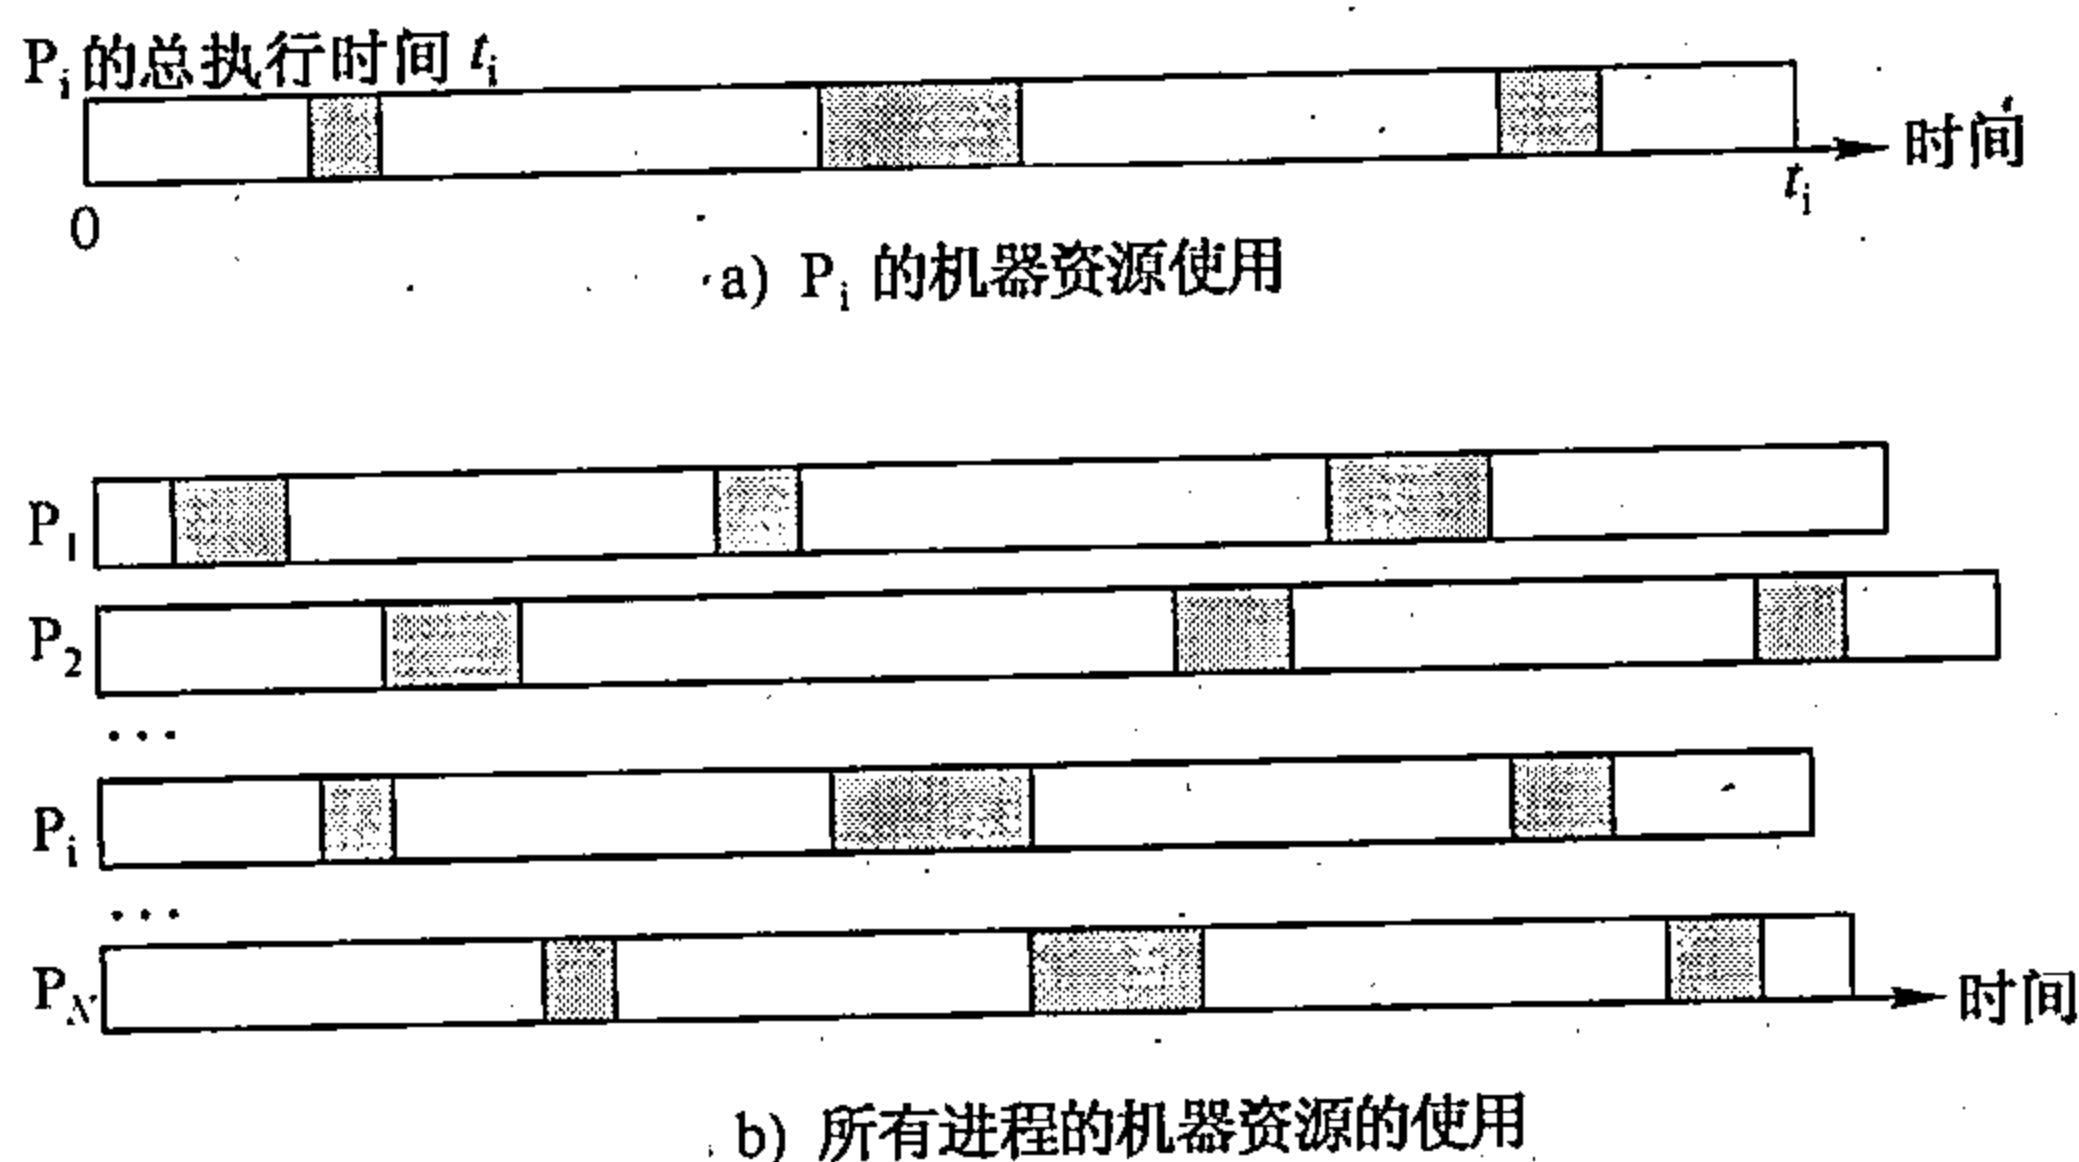 Pi 的总执行时间 ti
时间
0
ti
a) Pi 的机器资源使用
P1
P2
...
Pi
...
PN
时间
b) 所有进程的机器资源的使用